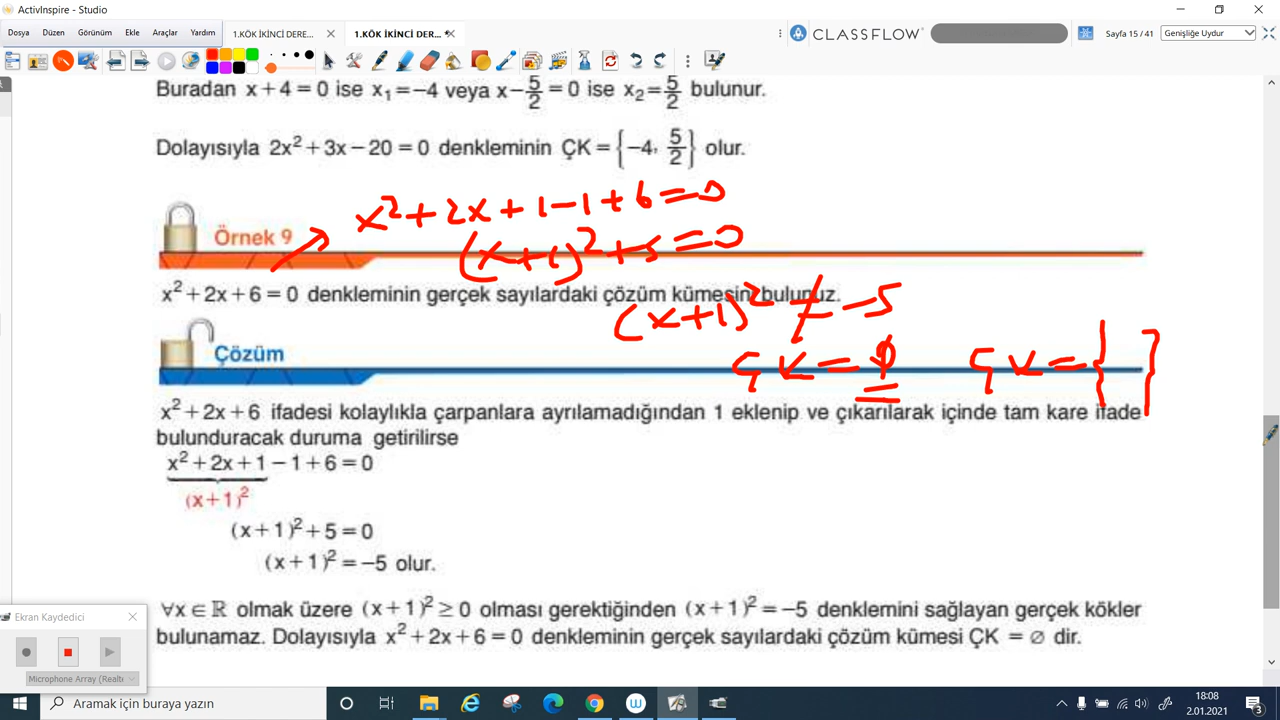 ActivInspire - Studio
Dosya Düzen Görünüm Ekle Araçlar Yardım
1.KÖK İKİNCİ DERE...
1.KÖK İKİNCİ DER...
CLASSFLOW
Sayfa 15 / 41
Genişliğe Uydur
Buradan x+4=0 ise x₁=−4 veya x−5/2=0 ise x₂=5/2 bulunur.
Dolayısıyla 2x²+3x−20=0 denkleminin ÇK={−4, 5/2} olur.
x²+2x+1−1+6=0
Örnek 9
(x+1)²+5=0
x²+2x+6=0 denkleminin gerçek sayılardaki çözüm kümesini bulunuz.
(x+1)²≠−5
Çözüm
ÇK=∅ ÇK={ }
x²+2x+6 ifadesi kolaylıkla çarpanlara ayrılamadığından 1 eklenip ve çıkarılarak içinde tam kare ifade
bulunduracak duruma getirilirse
x²+2x+1−1+6=0
(x+1)²
(x+1)²+5=0
(x+1)²=−5 olur.
∀x∈ℝ olmak üzere (x+1)²≥0 olması gerektiğinden (x+1)²=−5 denklemini sağlayan gerçek kökler
bulunamaz. Dolayısıyla x²+2x+6=0 denkleminin gerçek sayılardaki çözüm kümesi ÇK = ∅ dir.
Ekran Kaydedici
Microphone Array (Realte
Aramak için buraya yazın
18:08
2.01.2021
3